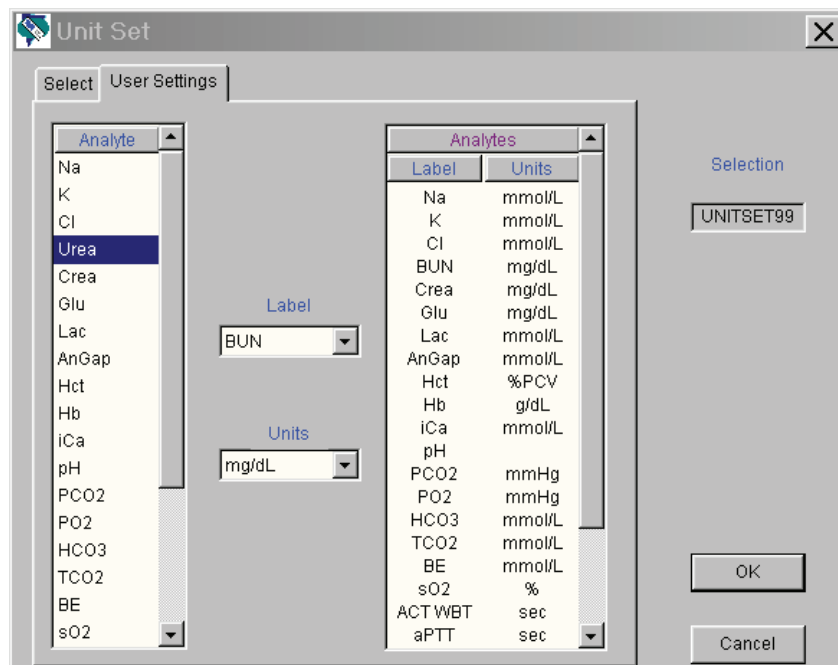 Unit Set
Select User Settings
Analyte
Na
K
Cl
Urea
Crea
Glu
Lac
AnGap
Hct
Hb
iCa
pH
PCO2
PO2
HCO3
TCO2
BE
sO2
Label
BUN
Units
mg/dL
Analytes
Label Units
Na mmol/L
K mmol/L
Cl mmol/L
BUN mg/dL
Crea mg/dL
Glu mg/dL
Lac mmol/L
AnGap mmol/L
Hct %PCV
Hb g/dL
iCa mmol/L
pH
PCO2 mmHg
PO2 mmHg
HCO3 mmol/L
TCO2 mmol/L
BE mmol/L
sO2 %
ACT WBT sec
aPTT sec
Selection
UNITSET99
OK
Cancel